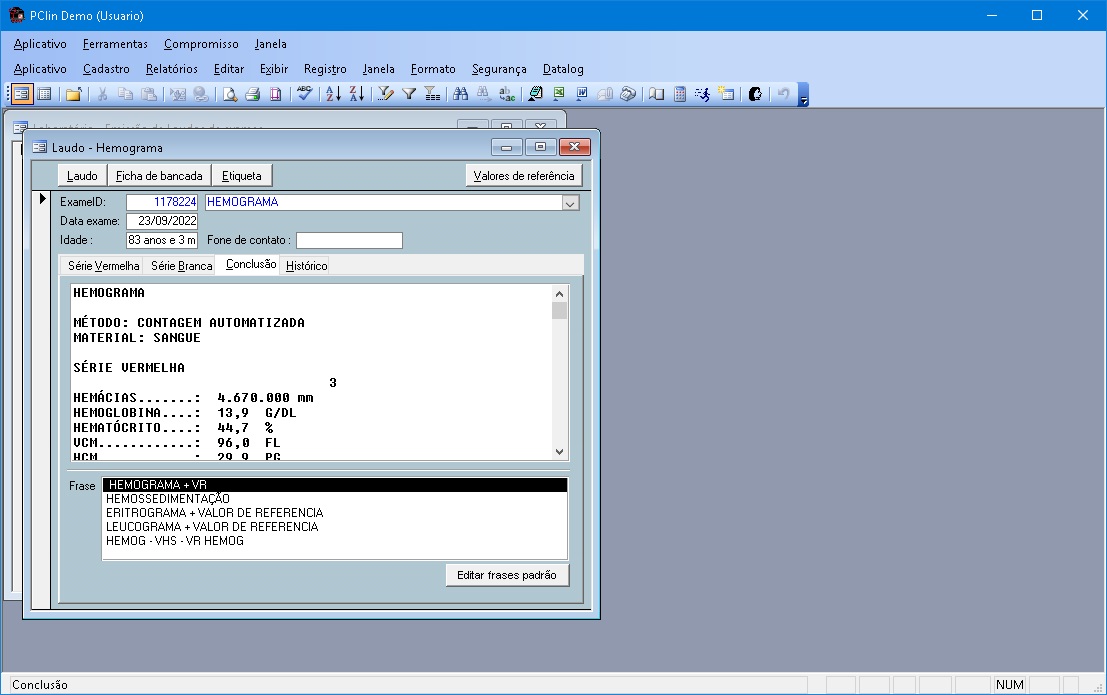 PClin Demo (Usuario)
Aplicativo Ferramentas Compromisso Janela
Aplicativo Cadastro Relatórios Editar Exibir Registro Janela Formato Segurança Datalog
Laudo - Hemograma
Laudo Ficha de bancada Etiqueta Valores de referência
ExameID: 1178224 HEMOGRAMA
Data exame: 23/09/2022
Idade : 83 anos e 3 m Fone de contato :
Série Vermelha Série Branca Conclusão Histórico
HEMOGRAMA
MÉTODO: CONTAGEM AUTOMATIZADA
MATERIAL: SANGUE
SÉRIE VERMELHA
3
HEMÁCIAS.......: 4.670.000 mm
HEMOGLOBINA....: 13,9 G/DL
HEMATÓCRITO....: 44,7 %
VCM............: 96,0 FL
HCM : 29,9 PG
Frase HEMOGRAMA + VR
HEMOSSEDIMENTAÇÃO
ERITROGRAMA + VALOR DE REFERENCIA
LEUCOGRAMA + VALOR DE REFERENCIA
HEMOG - VHS - VR HEMOG
Editar frases padrão
Conclusão NUM